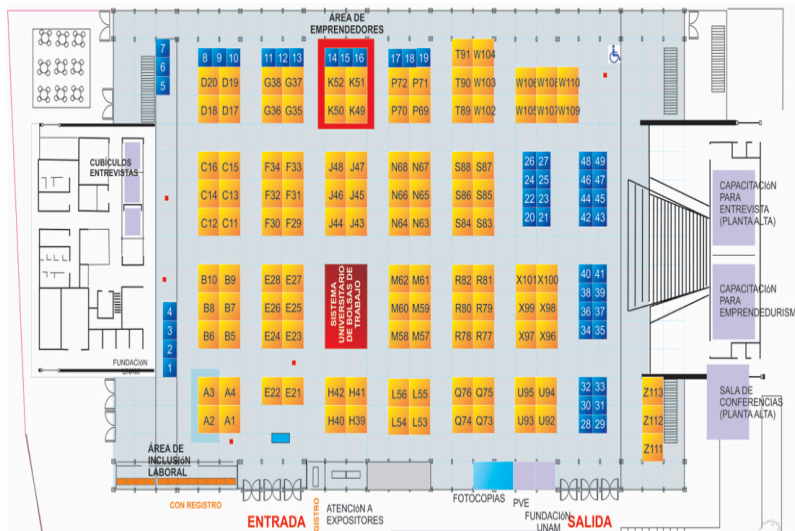 ÁREA DE
EMPRENDEDORES
7
6
5
8 9 10
D20 D19
D18 D17
11 12 13
G38 G37
G36 G35
14 15 16
K52 K51
K50 K49
17 18 19
P72 P71
P70 P69
T91 W104
T90 W103
T89 W102
W106 W108 W110
W105 W107 W109
CUBÍCULOS
ENTREVISTAS
C16 C15
C14 C13
C12 C11
F34 F33
F32 F31
F30 F29
J48 J47
J46 J45
J44 J43
N68 N67
N66 N65
N64 N63
S88 S87
S86 S85
S84 S83
26 27
24 25
22 23
20 21
48 49
46 47
44 45
42 43
CAPACITACIÓN
PARA
ENTREVISTA
(PLANTA ALTA)
4
3
2
1
FUNDACIÓN
UNAM
B10 B9
B8 B7
B6 B5
E28 E27
E26 E25
E24 E23
SISTEMA
UNIVERSITARIO
DE BOLSAS DE
TRABAJO
M62 M61
M60 M59
M58 M57
R82 R81
R80 R79
R78 R77
X101 X100
X99 X98
X97 X96
40 41
38 39
36 37
34 35
CAPACITACIÓN
PARA
EMPRENDEDURISM
A3 A4
A2 A1
E22 E21
H42 H41
H40 H39
L56 L55
L54 L53
Q76 Q75
Q74 Q73
U95 U94
U93 U92
32 33
30 31
28 29
Z113
Z112
Z111
SALA DE
CONFERENCIAS
(PLANTA ALTA)
ÁREA DE
INCLUSIÓN
LABORAL
CON REGISTRO
ENTRADA
GISTRO
ATENCIÓN A
EXPOSITORES
FOTOCOPIAS
PVE
FUNDACIÓN
UNAM
SALIDA